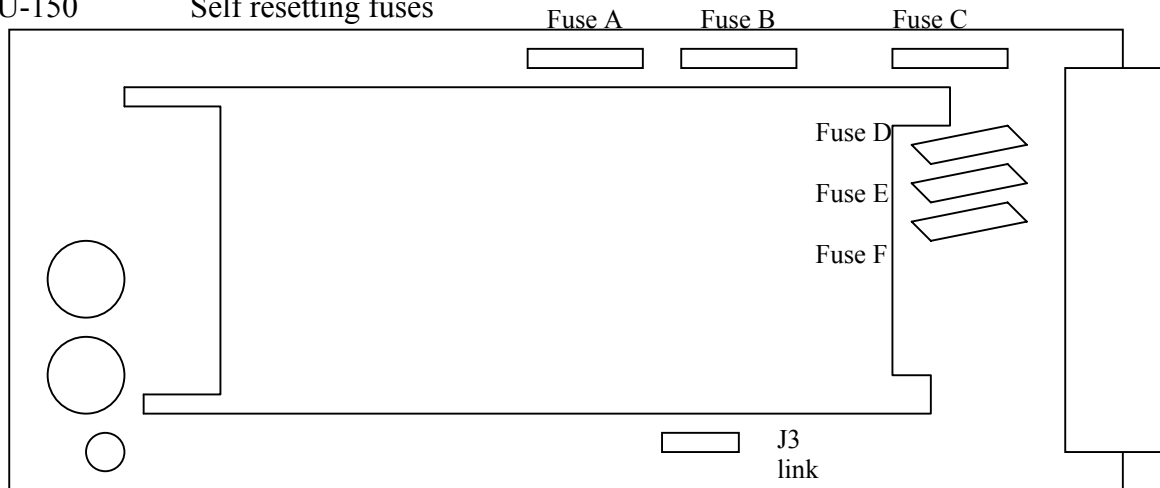 U-150 Self resetting fuses
Fuse A Fuse B Fuse C
Fuse D
Fuse E
Fuse F
J3
link